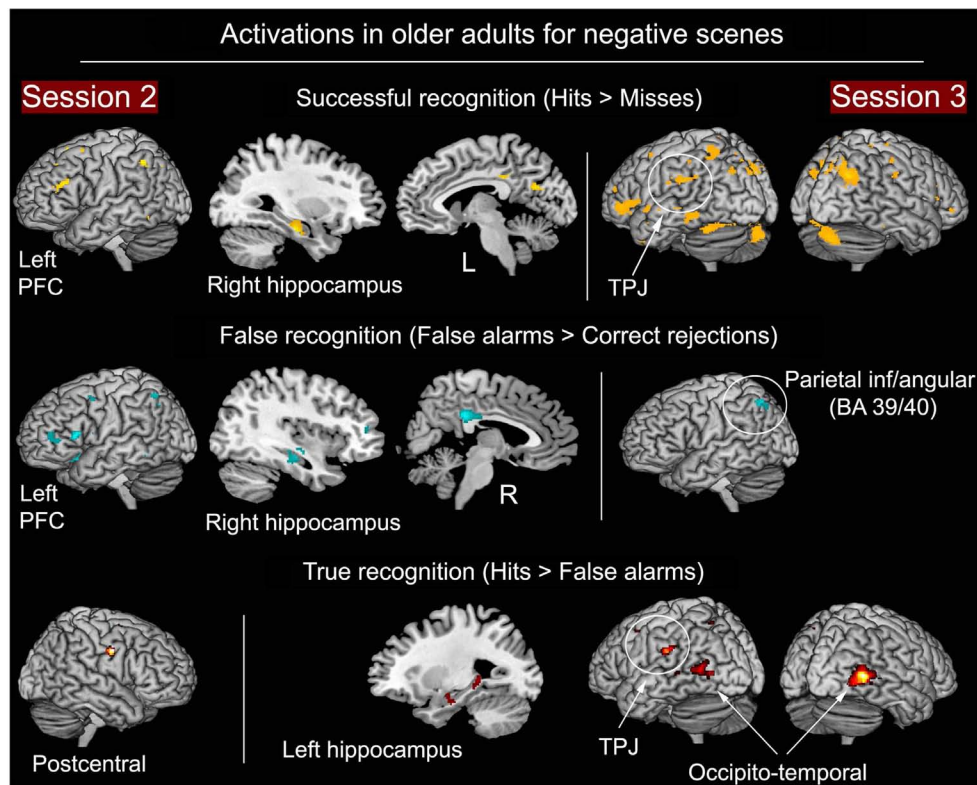 Activations in older adults for negative scenes
Session 2
Successful recognition (Hits > Misses)
Session 3
Left
PFC
Right hippocampus
L
TPJ
False recognition (False alarms > Correct rejections)
Parietal inf/angular
(BA 39/40)
Left
PFC
Right hippocampus
R
True recognition (Hits > False alarms)
Postcentral
Left hippocampus
TPJ
Occipito-temporal